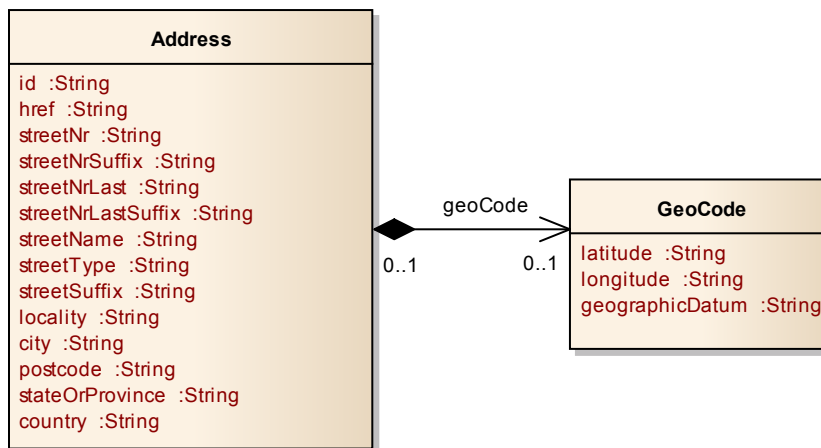 Address
id :String
href :String
streetNr :String
streetNrSuffix :String
streetNrLast :String
streetNrLastSuffix :String
streetName :String
streetType :String
streetSuffix :String
locality :String
city :String
postcode :String
stateOrProvince :String
country :String
geoCode
0..1
0..1
GeoCode
latitude :String
longitude :String
geographicDatum :String